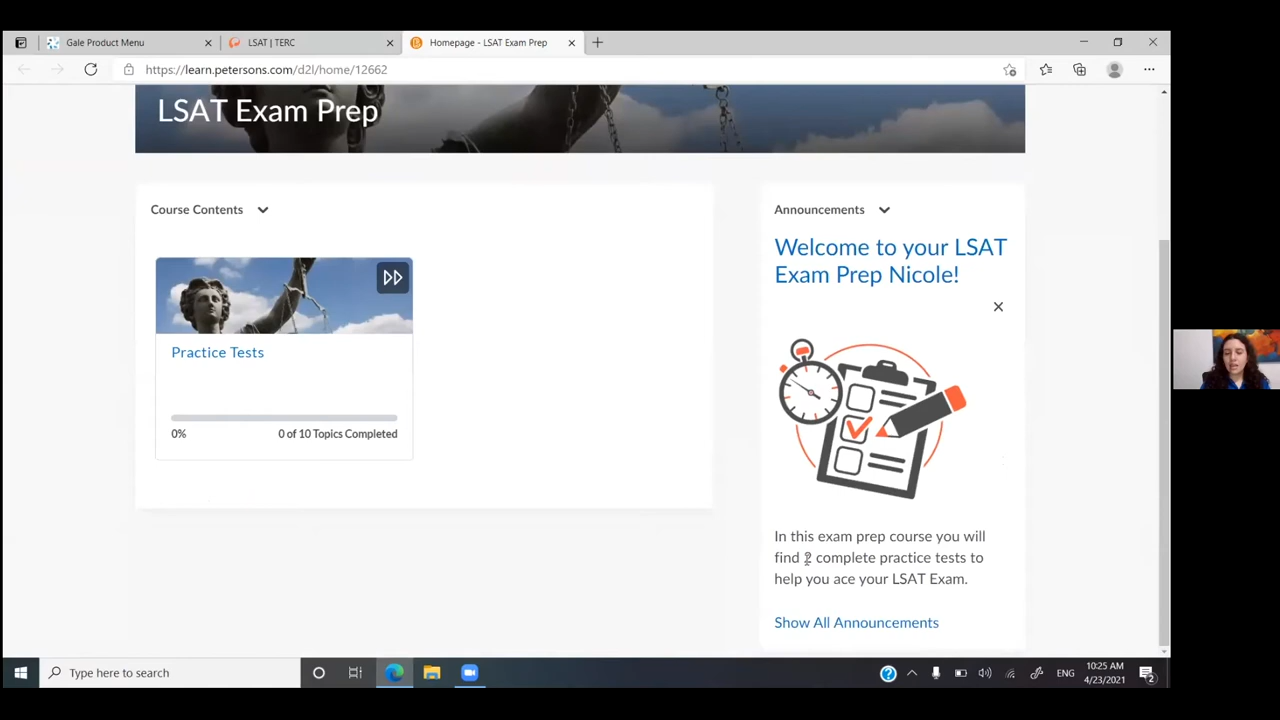 Gale Product Menu
LSAT | TERC
Homepage - LSAT Exam Prep
https://learn.petersons.com/d2l/home/12662
LSAT Exam Prep
Course Contents
Practice Tests
0%
0 of 10 Topics Completed
Announcements
Welcome to your LSAT
Exam Prep Nicole!
In this exam prep course you will
find 2 complete practice tests to
help you ace your LSAT Exam.
Show All Announcements
Type here to search
ENG
10:25 AM
4/23/2021
2